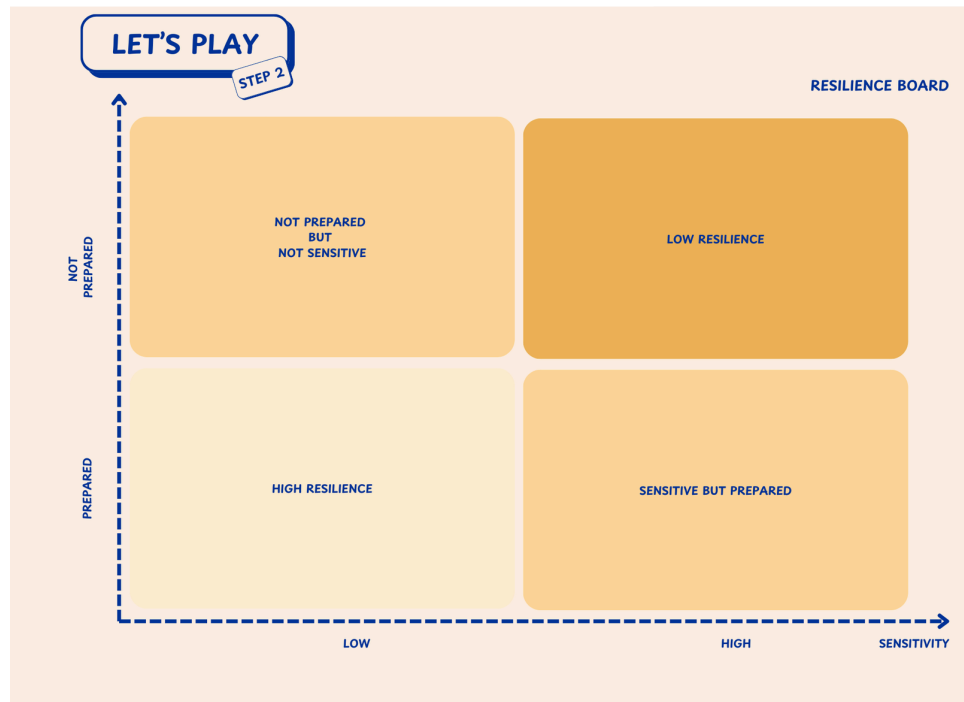 LET'S PLAY
STEP 2
RESILIENCE BOARD
NOT
PREPARED
NOT PREPARED
BUT
NOT SENSITIVE
LOW RESILIENCE
PREPARED
HIGH RESILIENCE
SENSITIVE BUT PREPARED
LOW
HIGH
SENSITIVITY